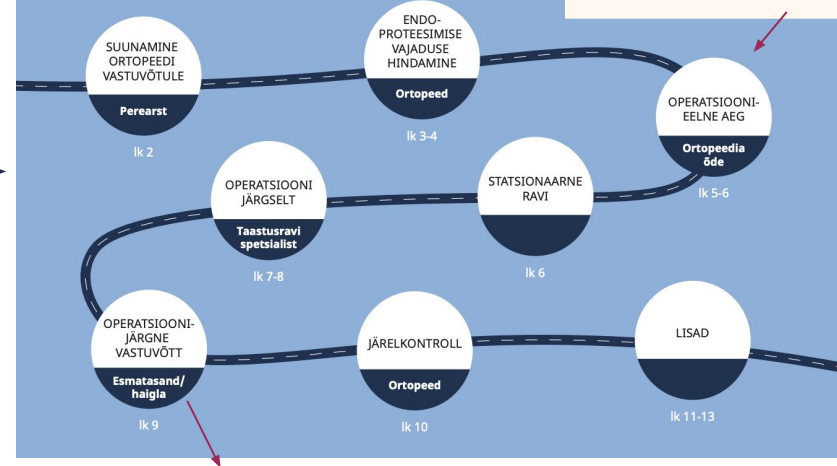 SUUNAMINE
ORTOPEEDI
VASTUVÕTULE
Perearst
lk 2
ENDO-
PROTEESIMISE
VAJADUSE
HINDAMINE
Ortopeed
lk 3-4
OPERATSIOONI-
EELNE AEG
Ortopeedia
õde
lk 5-6
STATSIONAARNE
RAVI
lk 6
OPERATSIOONI
JÄRGSELT
Taastusravi
spetsialist
lk 7-8
OPERATSIOONI-
JÄRGNE
VASTUVÕTT
Esmatasand/
haigla
lk 9
JÄRELKONTROLL
Ortopeed
lk 10
LISAD
lk 11-13